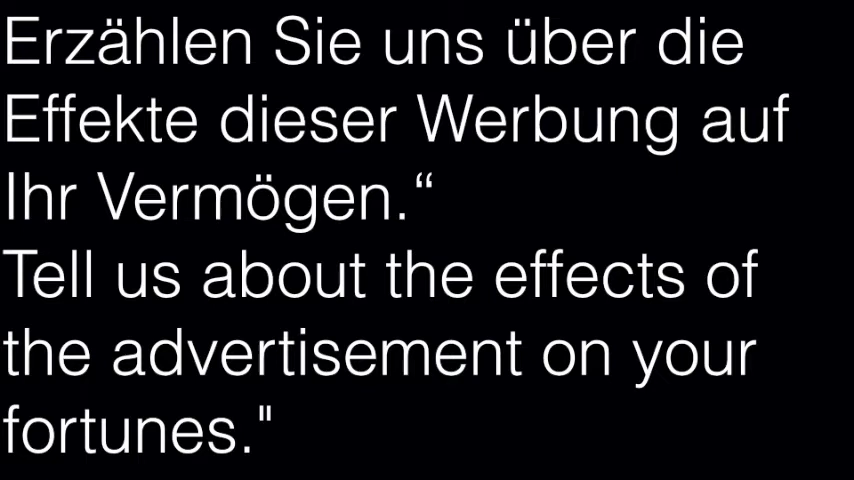 Erzählen Sie uns über die
Effekte dieser Werbung auf
Ihr Vermögen.“
Tell us about the effects of
the advertisement on your
fortunes."